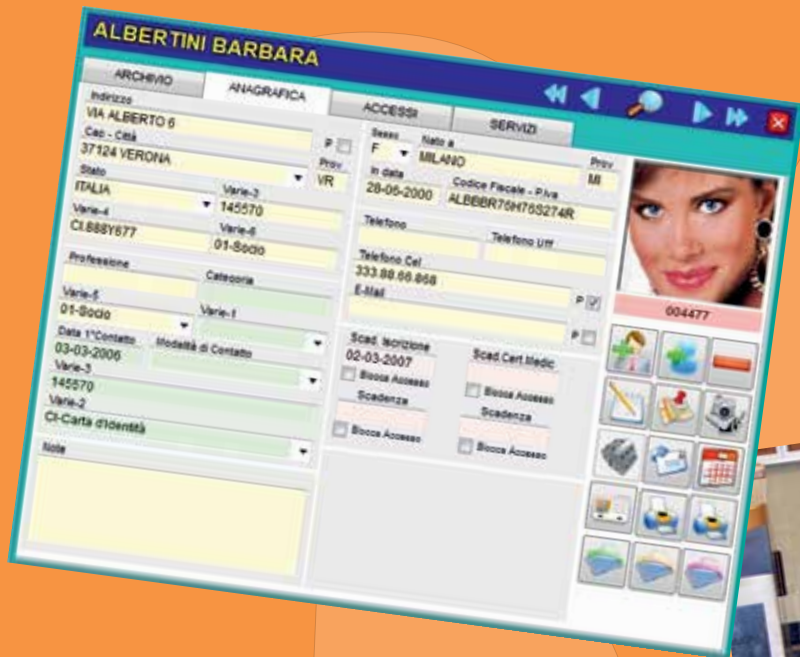 ALBERTINI BARBARA
ARCHIVIO
ANAGRAFICA
ACCESSI
SERVIZI
Indirizzo
VIA ALBERTO 6
P
Cap - Città
Prov
37124 VERONA
VR
Stato
Varie-3
ITALIA
145570
Varie-4
Varie-6
CI.888Y677
01-Socio
Professione
Categoria
Varie-5
Varie-1
01-Socio
Data 1°Contatto
Modalità di Contatto
03-03-2006
Varie-3
145570
Varie-2
CI-Carta d'Identità
Note
Sesso
Nato a
Prov
F
MILANO
MI
In data
Codice Fiscale - P.Iva
28-05-2000
ALBBBR75H76S274R
Telefono
Telefono Uff
Telefono Cel
333.88.66.868
P
E-Mail
P
Scad. Iscrizione
Scad.Cert Medic
02-03-2007
Blocca Accesso
Blocca Accesso
Scadenza
Scadenza
Blocca Accesso
Blocca Accesso
004477